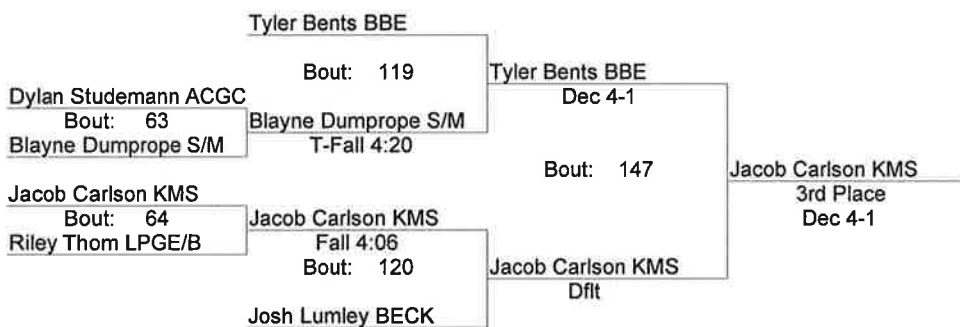 Tyler Bents BBE
Bout: 119
Tyler Bents BBE
Dylan Studemann ACGC
Dec 4-1
Bout: 63
Blayne Dumprope S/M
Blayne Dumprope S/M
T-Fall 4:20
Bout: 147
Jacob Carlson KMS
Jacob Carlson KMS
3rd Place
Bout: 64
Jacob Carlson KMS
Dec 4-1
Riley Thom LPGE/B
Fall 4:06
Bout: 120
Jacob Carlson KMS
Dflt
Josh Lumley BECK